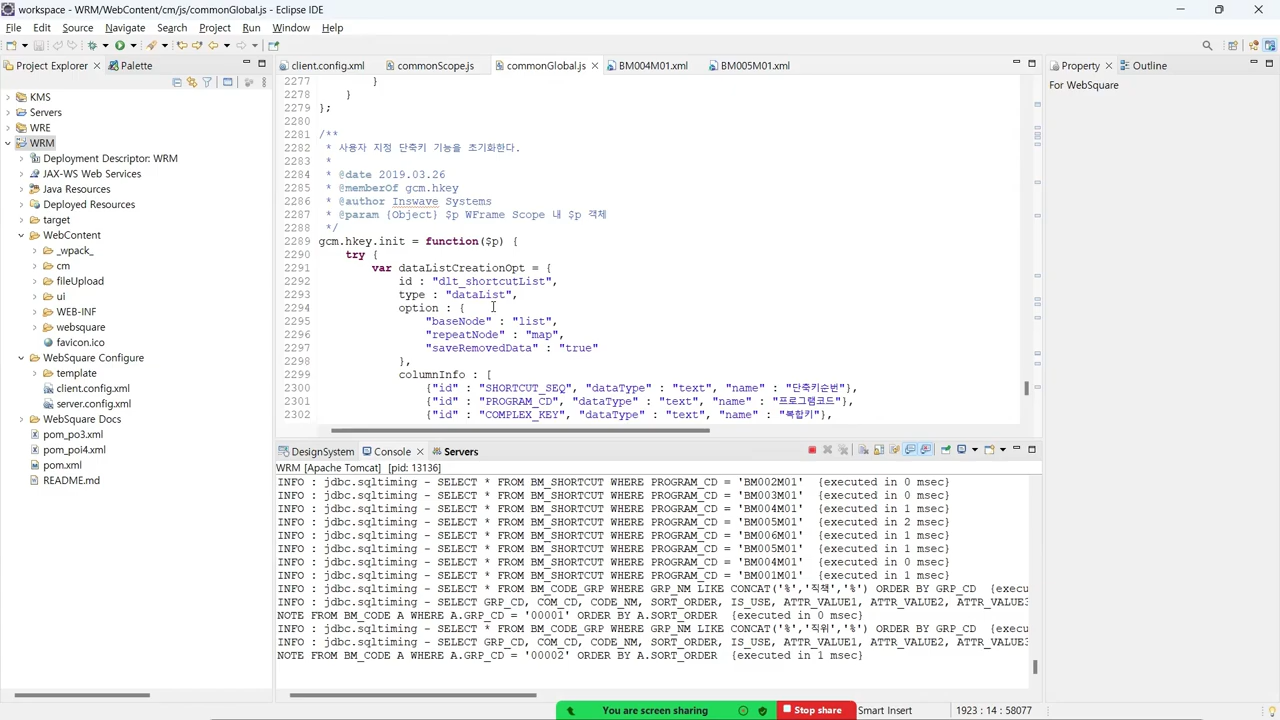 workspace - WRM/WebContent/cm/js/commonGlobal.js - Eclipse IDE
File Edit Source Navigate Search Project Run Window Help
Project Explorer Palette
client.config.xml commonScope.js commonGlobal.js BM004M01.xml BM005M01.xml
Property Outline
For WebSquare
KMS
Servers
WRE
WRM
Deployment Descriptor: WRM
JAX-WS Web Services
Java Resources
Deployed Resources
target
WebContent
_wpack_
cm
fileUpload
ui
WEB-INF
websquare
favicon.ico
WebSquare Configure
template
client.config.xml
server.config.xml
WebSquare Docs
pom_po3.xml
pom_poi4.xml
pom.xml
README.md
2277 }
2278 }
2279 };
2280
2281 /**
2282 * 사용자 지정 단축키 기능을 초기화한다.
2283 *
2284 * @date 2019.03.26
2285 * @memberOf gcm.hkey
2286 * @author Inswave Systems
2287 * @param {Object} $p WFrame Scope 내 $p 객체
2288 */
2289 gcm.hkey.init = function($p) {
2290 try {
2291 var dataListCreationOpt = {
2292 id : "dlt_shortcutList",
2293 type : "dataList",
2294 option : {
2295 "baseNode" : "list",
2296 "repeatNode" : "map",
2297 "saveRemovedData" : "true"
2298 },
2299 columnInfo : [
2300 {"id" : "SHORTCUT_SEQ", "dataType" : "text", "name" : "단축키순번"},
2301 {"id" : "PROGRAM_CD", "dataType" : "text", "name" : "프로그램코드"},
2302 {"id" : "COMPLEX_KEY", "dataType" : "text", "name" : "복합키"},
DesignSystem Console Servers
WRM [Apache Tomcat] [pid: 13136]
INFO : jdbc.sqltiming - SELECT * FROM BM_SHORTCUT WHERE PROGRAM_CD = 'BM002M01' {executed in 0 msec}
INFO : jdbc.sqltiming - SELECT * FROM BM_SHORTCUT WHERE PROGRAM_CD = 'BM003M01' {executed in 0 msec}
INFO : jdbc.sqltiming - SELECT * FROM BM_SHORTCUT WHERE PROGRAM_CD = 'BM004M01' {executed in 1 msec}
INFO : jdbc.sqltiming - SELECT * FROM BM_SHORTCUT WHERE PROGRAM_CD = 'BM005M01' {executed in 2 msec}
INFO : jdbc.sqltiming - SELECT * FROM BM_SHORTCUT WHERE PROGRAM_CD = 'BM006M01' {executed in 1 msec}
INFO : jdbc.sqltiming - SELECT * FROM BM_SHORTCUT WHERE PROGRAM_CD = 'BM005M01' {executed in 1 msec}
INFO : jdbc.sqltiming - SELECT * FROM BM_SHORTCUT WHERE PROGRAM_CD = 'BM004M01' {executed in 1 msec}
INFO : jdbc.sqltiming - SELECT * FROM BM_SHORTCUT WHERE PROGRAM_CD = 'BM001M01' {executed in 1 msec}
INFO : jdbc.sqltiming - SELECT * FROM BM_CODE_GRP WHERE GRP_NM LIKE CONCAT('%','직책','%') ORDER BY GRP_CD {execu
INFO : jdbc.sqltiming - SELECT GRP_CD, COM_CD, CODE_NM, SORT_ORDER, IS_USE, ATTR_VALUE1, ATTR_VALUE2, ATTR_VALUE3
NOTE FROM BM_CODE A WHERE A.GRP_CD = '00001' ORDER BY A.SORT_ORDER {executed in 0 msec}
INFO : jdbc.sqltiming - SELECT * FROM BM_CODE_GRP WHERE GRP_NM LIKE CONCAT('%','직위','%') ORDER BY GRP_CD {execu
INFO : jdbc.sqltiming - SELECT GRP_CD, COM_CD, CODE_NM, SORT_ORDER, IS_USE, ATTR_VALUE1, ATTR_VALUE2, ATTR_VALUE3
NOTE FROM BM_CODE A WHERE A.GRP_CD = '00002' ORDER BY A.SORT_ORDER {executed in 1 msec}
You are screen sharing Stop share Smart Insert 1923 : 14 : 58077